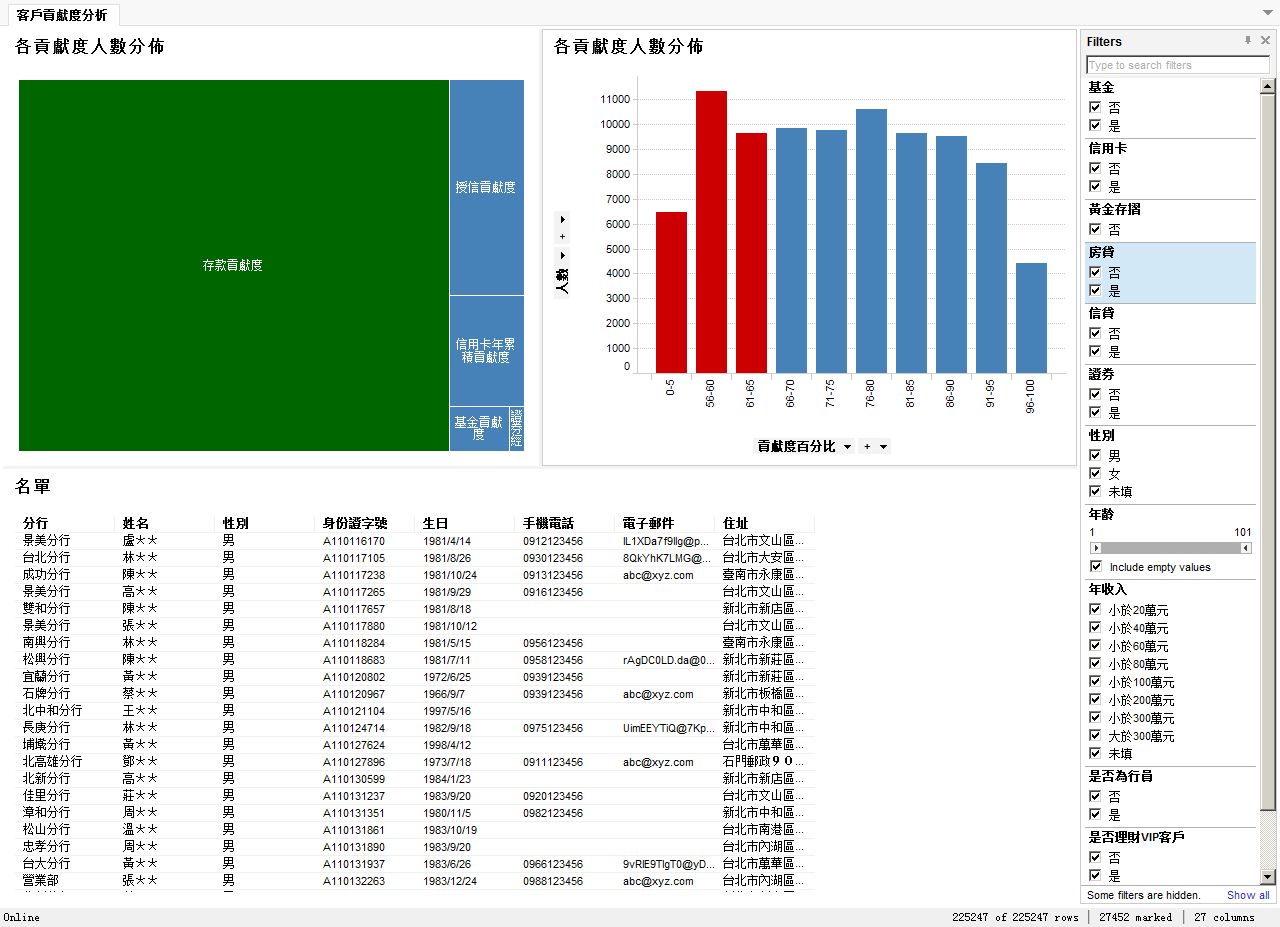 客戶貢獻度分析
各貢獻度人數分佈
存款貢獻度
授信貢獻度
信用卡年累
積貢獻度
基金貢獻
度
證
券
經
各貢獻度人數分佈
11000
10000
9000
8000
7000
6000
5000
4000
3000
2000
1000
0
人數
+
0-5
56-60
61-65
66-70
71-75
76-80
81-85
86-90
91-95
96-100
貢獻度百分比
+
名單
分行 姓名 性別 身份證字號 生日 手機電話 電子郵件 住址
景美分行 盧** 男 A110116170 1981/4/14 0912123456 IL1XDa7f9llg@p... 台北市文山區...
台北分行 林** 男 A110117105 1981/8/26 0930123456 8QkYhK7LMG@... 台北市大安區...
成功分行 陳** 男 A110117238 1981/10/24 0913123456 abc@xyz.com 臺南市永康區...
景美分行 高** 男 A110117265 1981/9/29 0916123456 台北市文山區...
雙和分行 陳** 男 A110117657 1981/8/18 新北市新店區...
景美分行 張** 男 A110117880 1981/10/12 台北市文山區...
南興分行 林** 男 A110118284 1981/5/15 0956123456 臺南市永康區...
松興分行 陳** 男 A110118683 1981/7/11 0958123456 rAgDC0LD.da@0... 新北市新莊區...
宜蘭分行 黃** 男 A110120802 1972/6/25 0939123456 新北市新莊區...
石牌分行 蔡** 男 A110120967 1966/9/7 0939123456 abc@xyz.com 新北市板橋區...
北中和分行 王** 男 A110121104 1997/5/16 新北市中和區...
長庚分行 林** 男 A110124714 1982/9/18 0975123456 UimEEYTiQ@7Kp... 新北市中和區...
埔墘分行 黃** 男 A110127624 1998/4/12 台北市萬華區...
北高雄分行 鄧** 男 A110127896 1973/7/18 0911123456 abc@xyz.com 石門郵政９０...
北新分行 高** 男 A110130599 1984/1/23 新北市新店區...
佳里分行 莊** 男 A110131237 1983/9/20 0920123456 台北市文山區...
漳和分行 周** 男 A110131351 1980/11/5 0982123456 新北市中和區...
松山分行 溫** 男 A110131861 1983/10/19 台北市南港區...
忠孝分行 周** 男 A110131890 1983/9/20 台北市內湖區...
台大分行 黃** 男 A110131937 1983/6/26 0966123456 9vRIE9TlgT0@yD... 台北市萬華區...
營業部 張** 男 A110132263 1983/12/24 0988123456 abc@xyz.com 台北市內湖區...
Filters
Type to search filters
基金
否
是
信用卡
否
是
黃金存摺
否
房貸
否
是
信貸
否
是
證券
否
是
性別
男
女
未填
年齡
1 101
Include empty values
年收入
小於20萬元
小於40萬元
小於60萬元
小於80萬元
小於100萬元
小於200萬元
小於300萬元
大於300萬元
未填
是否為行員
否
是
是否理財VIP客戶
否
是
Some filters are hidden. Show all
Online
225247 of 225247 rows 27452 marked 27 columns